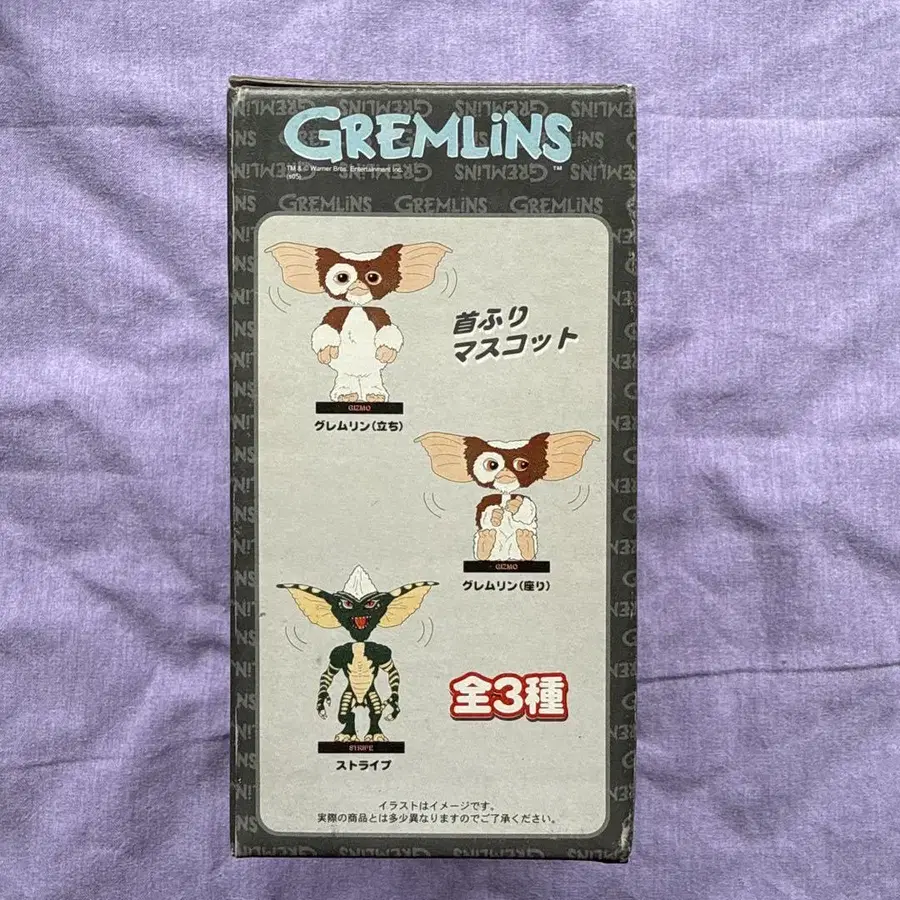 GREMLiNS
TM & © Warner Bros. Entertainment Inc.
(s05)
TM
首ふり
マスコット
GIZMO
グレムリン(立ち)
GIZMO
グレムリン(座り)
STRIPE
ストライプ
全3種
イラストはイメージです。
実際の商品とは多少異なりますのでご了承ください。